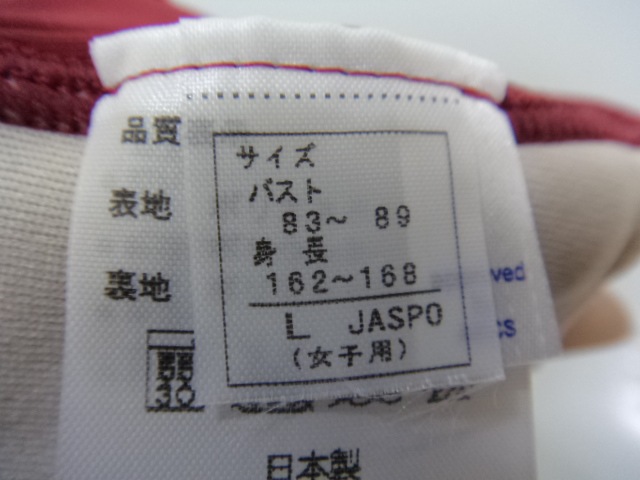 品質
サイズ
バスト
表地
83~ 89
身 長
裏地
162~168
ved
L JASPO
cs
(女子用)
日本製